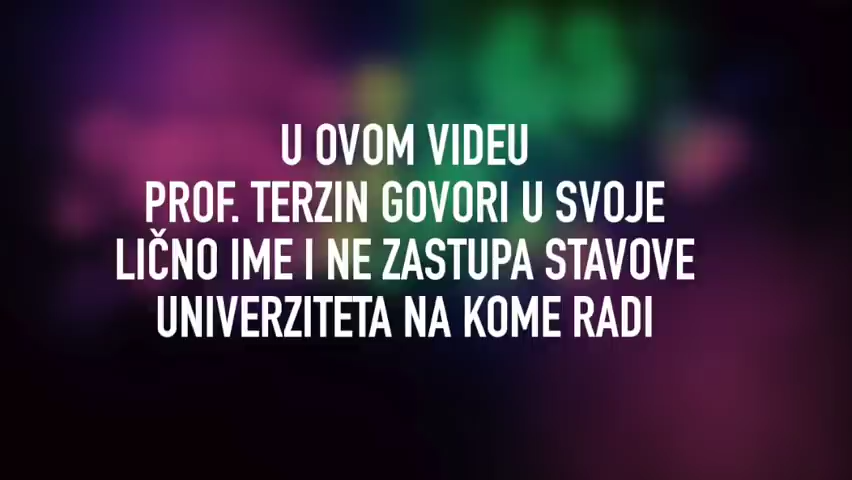 U OVOM VIDEU
PROF. TERZIN GOVORI U SVOJE
LIČNO IME I NE ZASTUPA STAVOVE
UNIVERZITETA NA KOME RADI